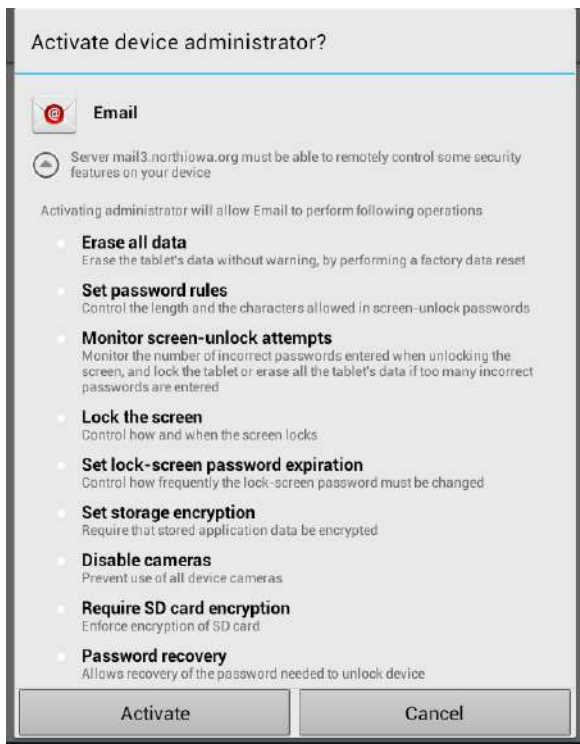 Activate device administrator?
Email
Server mail3.northiowa.org must be able to remotely control some security
features on your device
Activating administrator will allow Email to perform following operations
Erase all data
Erase the tablet's data without warning, by performing a factory data reset
Set password rules
Control the length and the characters allowed in screen-unlock passwords
Monitor screen-unlock attempts
Monitor the number of incorrect passwords entered when unlocking the
screen, and lock the tablet or erase all the tablet's data if too many incorrect
passwords are entered
Lock the screen
Control how and when the screen locks
Set lock-screen password expiration
Control how frequently the lock-screen password must be changed
Set storage encryption
Require that stored application data be encrypted
Disable cameras
Prevent use of all device cameras
Require SD card encryption
Enforce encryption of SD card
Password recovery
Allows recovery of the password needed to unlock device
Activate
Cancel